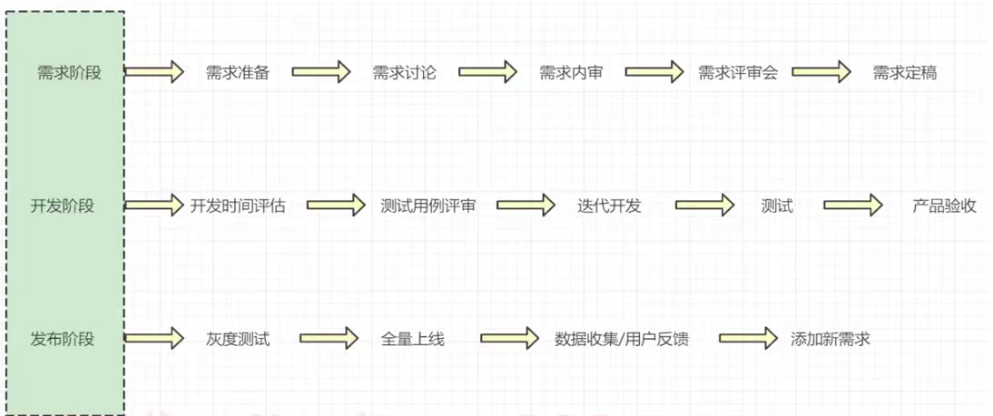 需求阶段 需求准备 需求讨论 需求内审 需求评审会 需求定稿
开发阶段 开发时间评估 测试用例评审 迭代开发 测试 产品验收
发布阶段 灰度测试 全量上线 数据收集/用户反馈 添加新需求